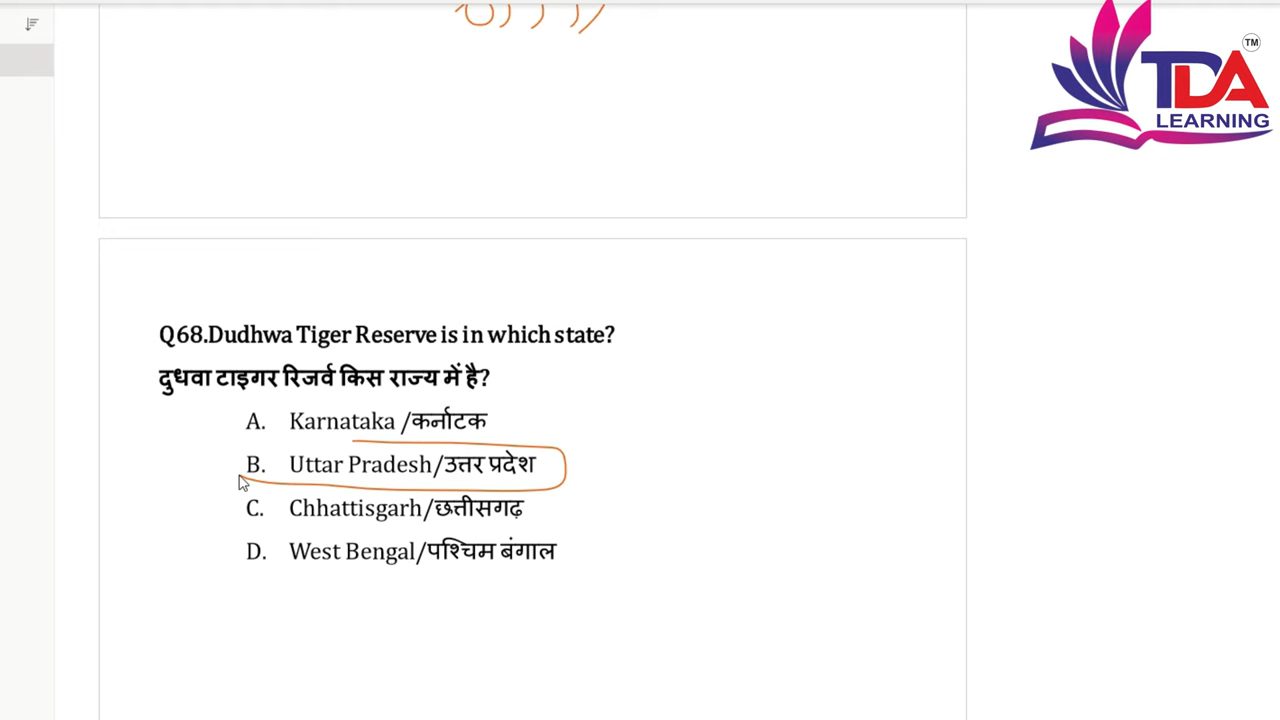 TM
TDA
LEARNING
Q68.Dudhwa Tiger Reserve is in which state?
दुधवा टाइगर रिजर्व किस राज्य में है?
A. Karnataka /कर्नाटक
B. Uttar Pradesh/उत्तर प्रदेश
C. Chhattisgarh/छत्तीसगढ़
D. West Bengal/पश्चिम बंगाल